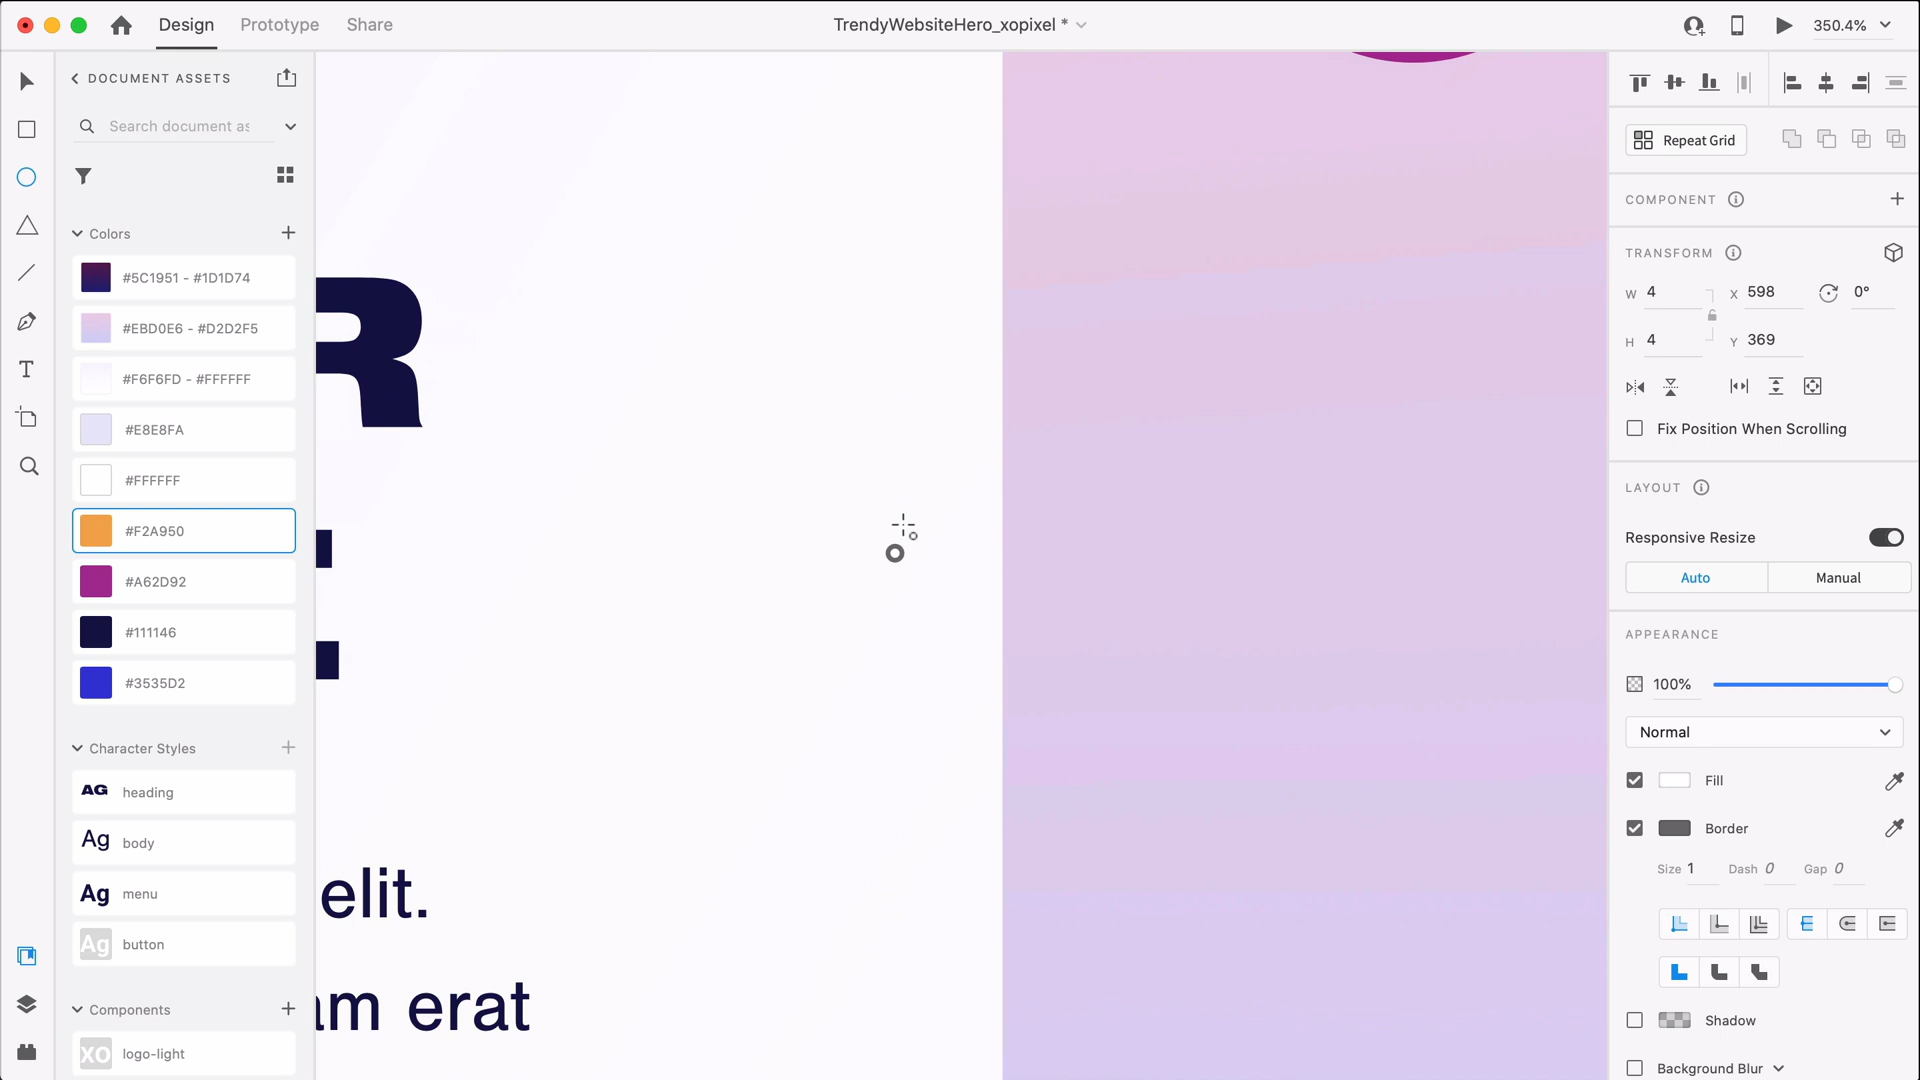 Design
Prototype
Share
TrendyWebsiteHero_xopixel *
350.4%
DOCUMENT ASSETS
Search document as
Colors
#5C1951 - #1D1D74
#EBD0E6 - #D2D2F5
#F6F6FD - #FFFFFF
#E8E8FA
#FFFFFF
#F2A950
#A62D92
#111146
#3535D2
Character Styles
AG heading
Ag body
Ag menu
Ag button
Components
XO logo-light
R
elit.
am erat
Repeat Grid
COMPONENT
TRANSFORM
W 4
X 598
0°
H 4
Y 369
Fix Position When Scrolling
LAYOUT
Responsive Resize
Auto
Manual
APPEARANCE
100%
Normal
Fill
Border
Size 1
Dash 0
Gap 0
Shadow
Background Blur